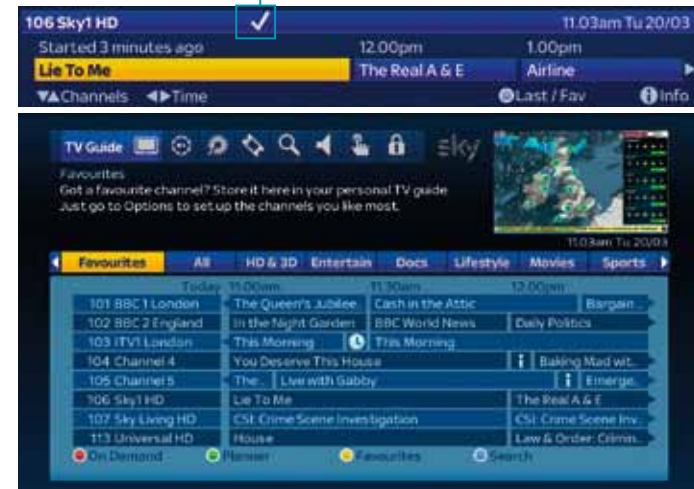 106 Sky1 HD 11.03am Tu 20/03
Started 3 minutes ago 12.00pm 1.00pm
Lie To Me The Real A & E Airline
Channels Time Last / Fav Info
TV Guide sky
Favourites
Got a favourite channel? Store it here in your personal TV guide
Just go to Options to set up the channels you like most.
11.03am Tu 20/03
Favourites All HD & 3D Entertain Docs Lifestyle Movies Sports
Today 11.00am 11.30am 12.00pm
101 BBC 1 London The Queen's Jubilee Cash in the Attic Bargain
102 BBC 2 England In the Night Garden BBC World News Daily Politics
103 ITV1 London This Morning This Morning
104 Channel 4 You Deserve This House Baking Mad wit..
105 Channel 5 The.. Live with Gabby Emerge..
106 Sky1 HD Lie To Me The Real A & E
107 Sky Living HD CSI: Crime Scene Investigation CSI: Crime Scene Inv..
113 Universal HD House Law & Order: Crimin..
On Demand Planner Favourites Search